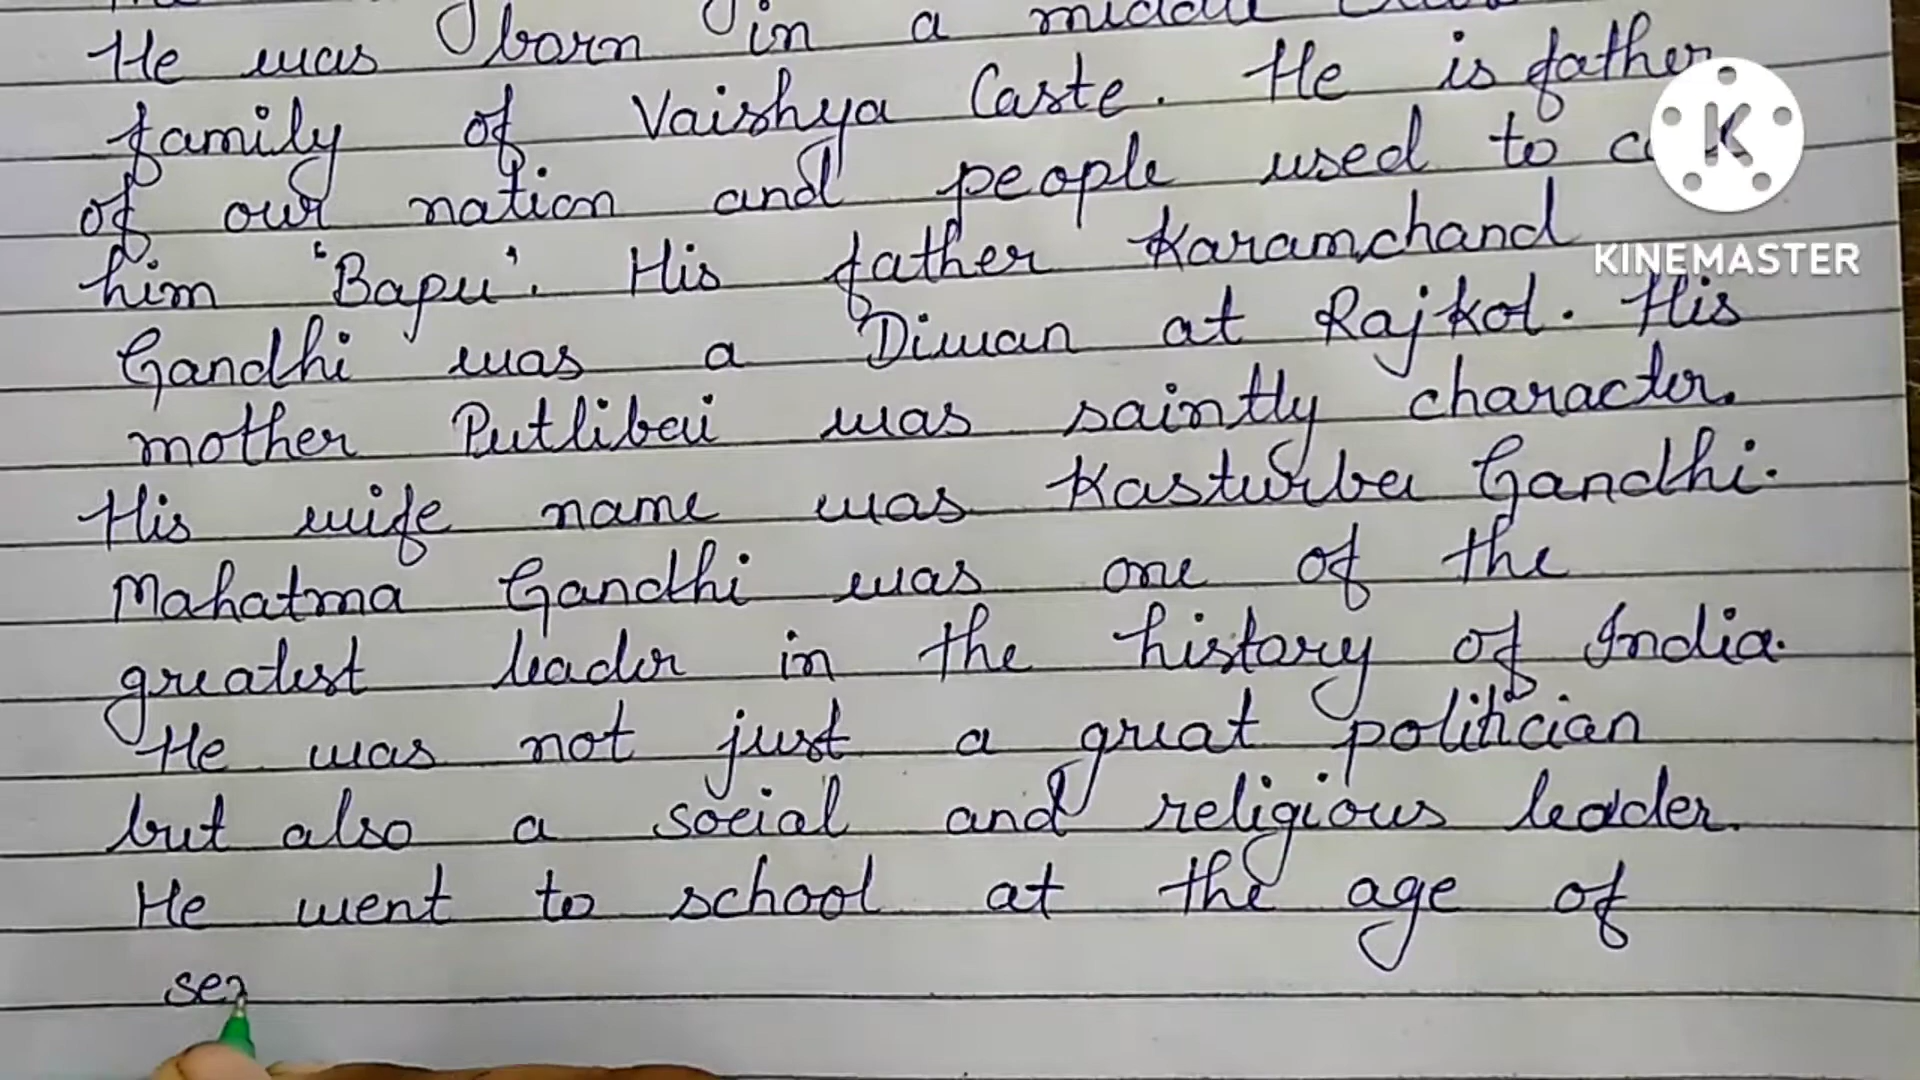 He was born in a middle
family of Vaishya Caste. He is father
of our nation and people used to
him 'Bapu'. His father Karamchand
Gandhi was a Diwan at Rajkot. His
mother Putlibai was saintly character.
His wife name was Kasturba Gandhi.
Mahatma Gandhi was one of the
greatest leader in the history of India.
He was not just a great politician
but also a social and religious leader.
He went to school at the age of
K
KINEMASTER